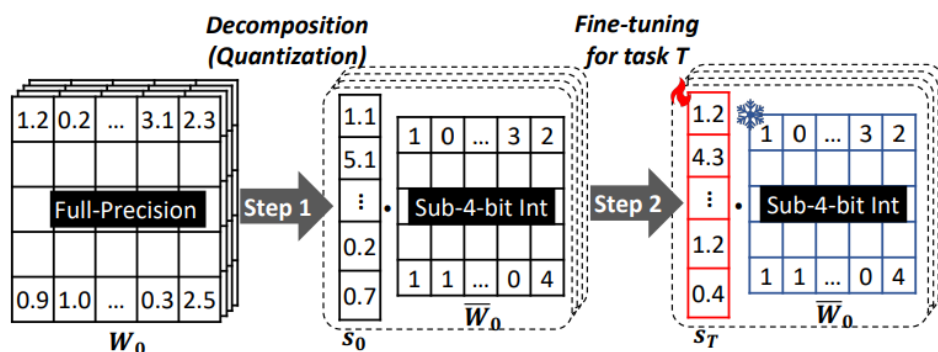 Decomposition
(Quantization)
Fine-tuning
for task T
1.2 0.2 ... 3.1 2.3
Full-Precision
0.9 1.0 ... 0.3 2.5
W₀
Step 1
1.1
5.1
⋮
0.2
0.7
s₀
·
1 0 ... 3 2
Sub-4-bit Int
1 1 ... 0 4
W̅₀
Step 2
1.2
4.3
⋮
1.2
0.4
s_T
·
1 0 ... 3 2
Sub-4-bit Int
1 1 ... 0 4
W̅₀